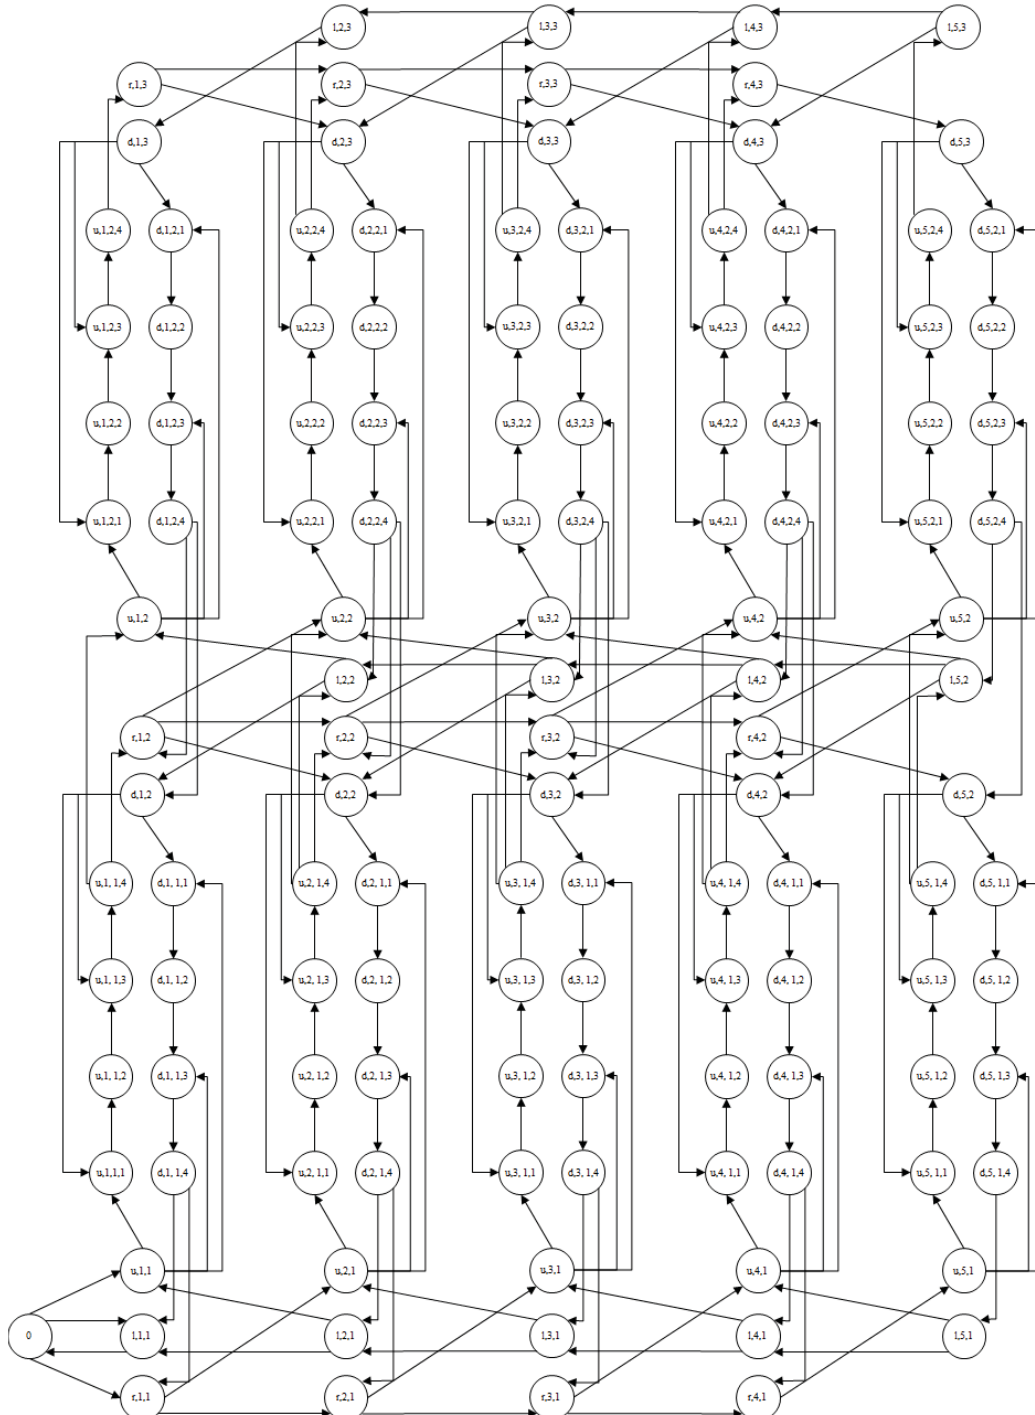 l,2,3 l,3,3 l,4,3 l,5,3
r,1,3 r,2,3 r,3,3 r,4,3
d,1,3 d,2,3 d,3,3 d,4,3 d,5,3
u,1,2,4 d,1,2,1 u,2,2,4 d,2,2,1 u,3,2,4 d,3,2,1 u,4,2,4 d,4,2,1 u,5,2,4 d,5,2,1
u,1,2,3 d,1,2,2 u,2,2,3 d,2,2,2 u,3,2,3 d,3,2,2 u,4,2,3 d,4,2,2 u,5,2,3 d,5,2,2
u,1,2,2 d,1,2,3 u,2,2,2 d,2,2,3 u,3,2,2 d,3,2,3 u,4,2,2 d,4,2,3 u,5,2,2 d,5,2,3
u,1,2,1 d,1,2,4 u,2,2,1 d,2,2,4 u,3,2,1 d,3,2,4 u,4,2,1 d,4,2,4 u,5,2,1 d,5,2,4
u,1,2 u,2,2 u,3,2 u,4,2 u,5,2
l,2,2 l,3,2 l,4,2 l,5,2
r,1,2 r,2,2 r,3,2 r,4,2
d,1,2 d,2,2 d,3,2 d,4,2 d,5,2
u,1, 1,4 d,1, 1,1 u,2, 1,4 d,2, 1,1 u,3, 1,4 d,3, 1,1 u,4, 1,4 d,4, 1,1 u,5, 1,4 d,5, 1,1
u,1, 1,3 d,1, 1,2 u,2, 1,3 d,2, 1,2 u,3, 1,3 d,3, 1,2 u,4, 1,3 d,4, 1,2 u,5, 1,3 d,5, 1,2
u,1, 1,2 d,1, 1,3 u,2, 1,2 d,2, 1,3 u,3, 1,2 d,3, 1,3 u,4, 1,2 d,4, 1,3 u,5, 1,2 d,5, 1,3
u,1,1,1 d,1, 1,4 u,2, 1,1 d,2, 1,4 u,3, 1,1 d,3, 1,4 u,4, 1,1 d,4, 1,4 u,5, 1,1 d,5, 1,4
u,1,1 u,2,1 u,3,1 u,4,1 u,5,1
0 l,1,1 l,2,1 l,3,1 l,4,1 l,5,1
r,1,1 r,2,1 r,3,1 r,4,1